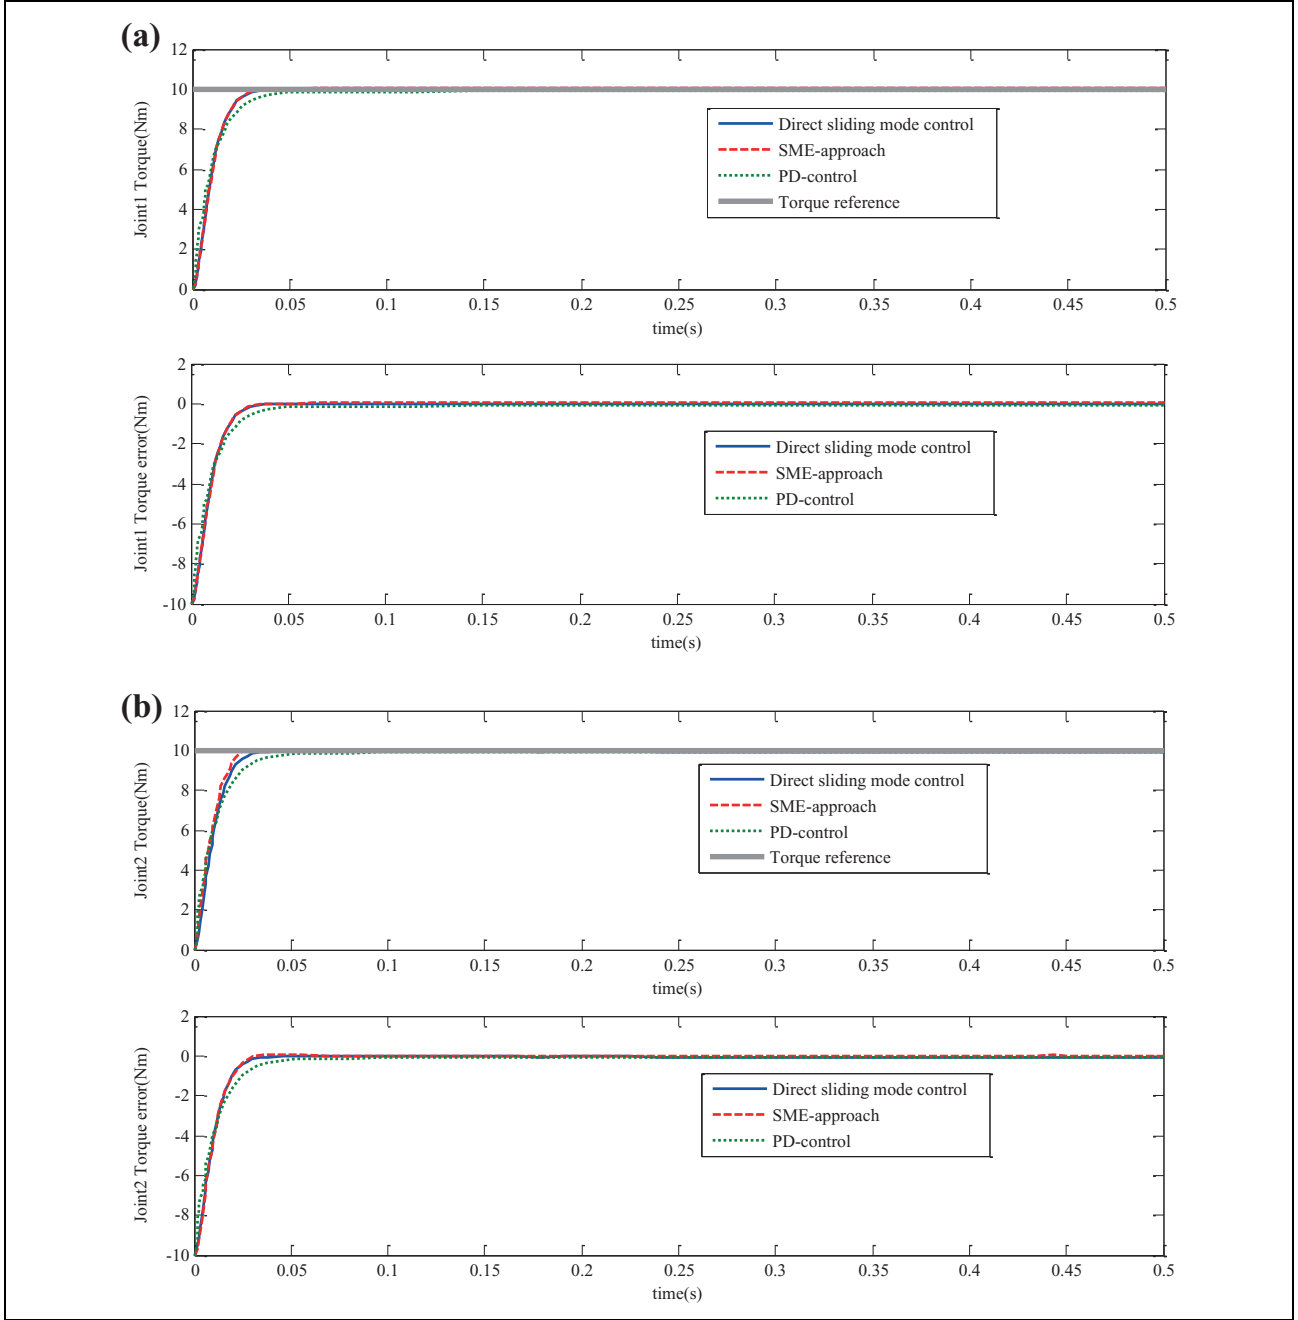 (a)
12
10
8
6
4
2
0
Joint1 Torque(Nm)
Direct sliding mode control
SME-approach
PD-control
Torque reference
0 0.05 0.1 0.15 0.2 0.25 0.3 0.35 0.4 0.45 0.5
time(s)
2
0
-2
-4
-6
-8
-10
Joint1 Torque error(Nm)
Direct sliding mode control
SME-approach
PD-control
0 0.05 0.1 0.15 0.2 0.25 0.3 0.35 0.4 0.45 0.5
time(s)
(b)
12
10
8
6
4
2
0
Joint2 Torque(Nm)
Direct sliding mode control
SME-approach
PD-control
Torque reference
0 0.05 0.1 0.15 0.2 0.25 0.3 0.35 0.4 0.45 0.5
time(s)
2
0
-2
-4
-6
-8
-10
Joint2 Torque error(Nm)
Direct sliding mode control
SME-approach
PD-control
0 0.05 0.1 0.15 0.2 0.25 0.3 0.35 0.4 0.45 0.5
time(s)